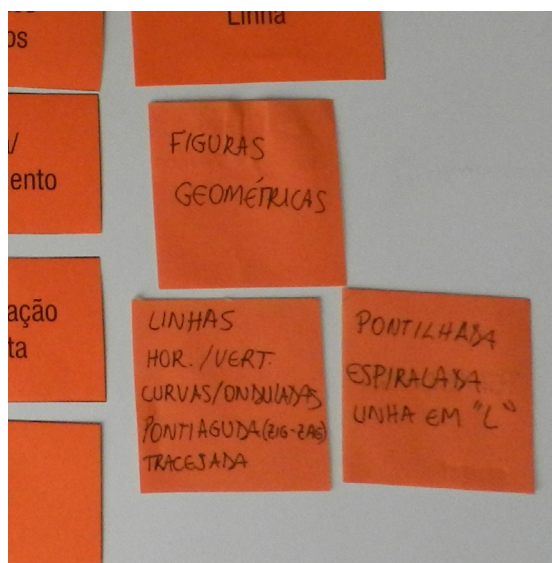 os
Linha
/
ento
ação
ta
FIGURAS
GEOMÉTRICAS
LINHAS
HOR. / VERT.
CURVAS/ONDULADAS
PONTIAGUDA (ZIG-ZAG)
TRACEJADA
PONTILHADA
ESPIRALADA
LINHA EM "L"